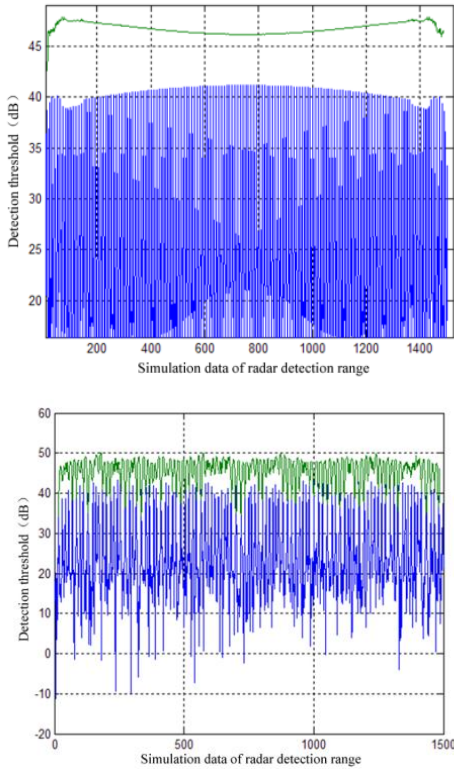 45
40
35
30
25
20
Detection threshold（dB）
200 400 600 800 1000 1200 1400
Simulation data of radar detection range
60
50
40
30
20
10
0
-10
-20
Detection threshold（dB）
0 500 1000 1500
Simulation data of radar detection range